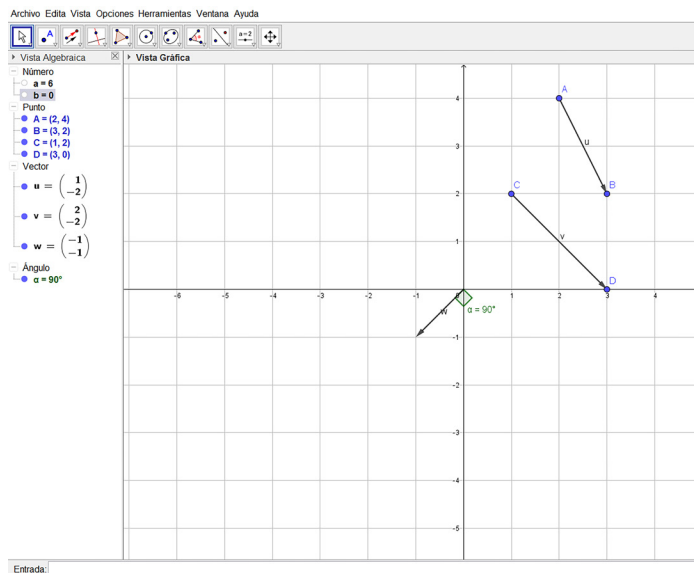 Archivo Edita Vista Opciones Herramientas Ventana Ayuda
A
a=2
Vista Algebraica
Vista Gráfica
Número
a = 6
b = 0
Punto
A = (2, 4)
B = (3, 2)
C = (1, 2)
D = (3, 0)
Vector
u = ( 1 -2 )
v = ( 2 -2 )
w = ( -1 -1 )
Ángulo
α = 90°
A
4
u
3
C
B
2
v
1
D
-6 -5 -4 -3 -2 -1 0 1 2 3 4
w
α = 90°
-1
-2
-3
-4
-5
Entrada: